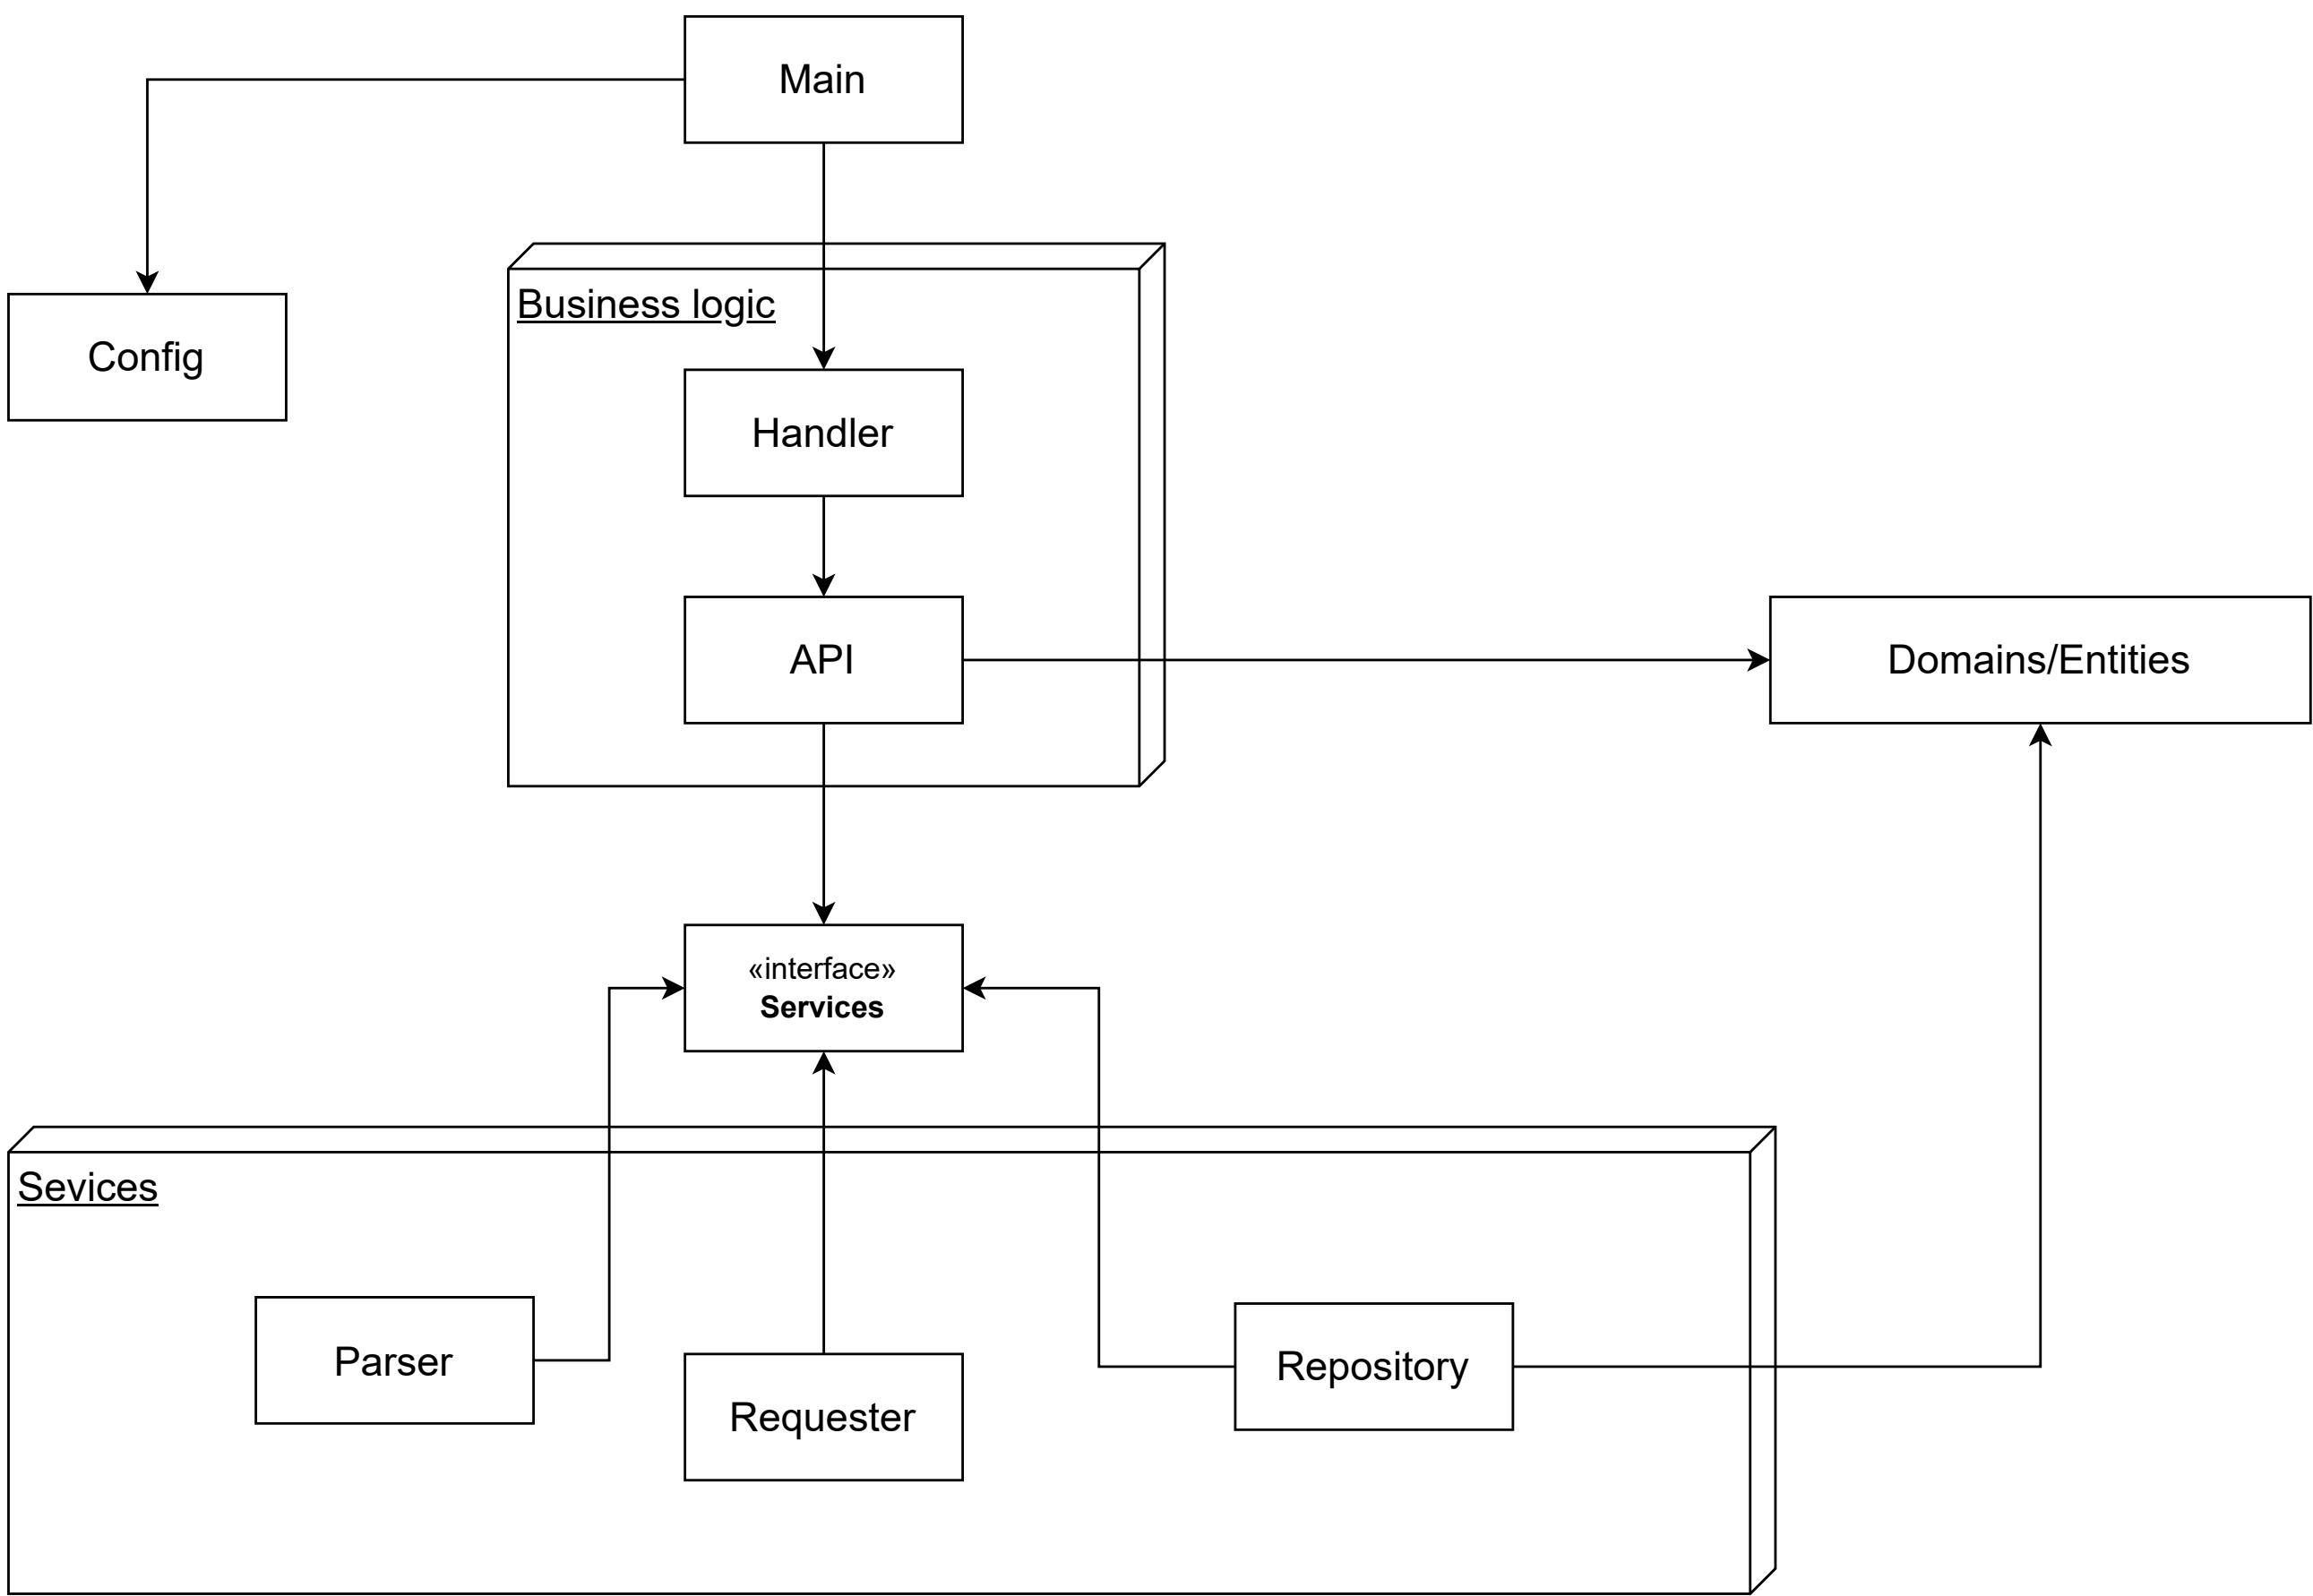 Main
Config
Business logic
Handler
API
Domains/Entities
«interface»
Services
Sevices
Parser
Requester
Repository